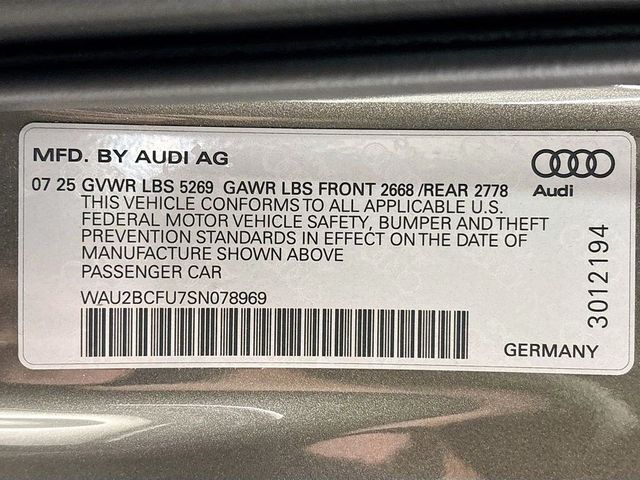 MFD. BY AUDI AG
Audi
07 25 GVWR LBS 5269 GAWR LBS FRONT 2668 /REAR 2778
THIS VEHICLE CONFORMS TO ALL APPLICABLE U.S.
FEDERAL MOTOR VEHICLE SAFETY, BUMPER AND THEFT
PREVENTION STANDARDS IN EFFECT ON THE DATE OF
MANUFACTURE SHOWN ABOVE
PASSENGER CAR
WAU2BCFU7SN078969
3012194
GERMANY